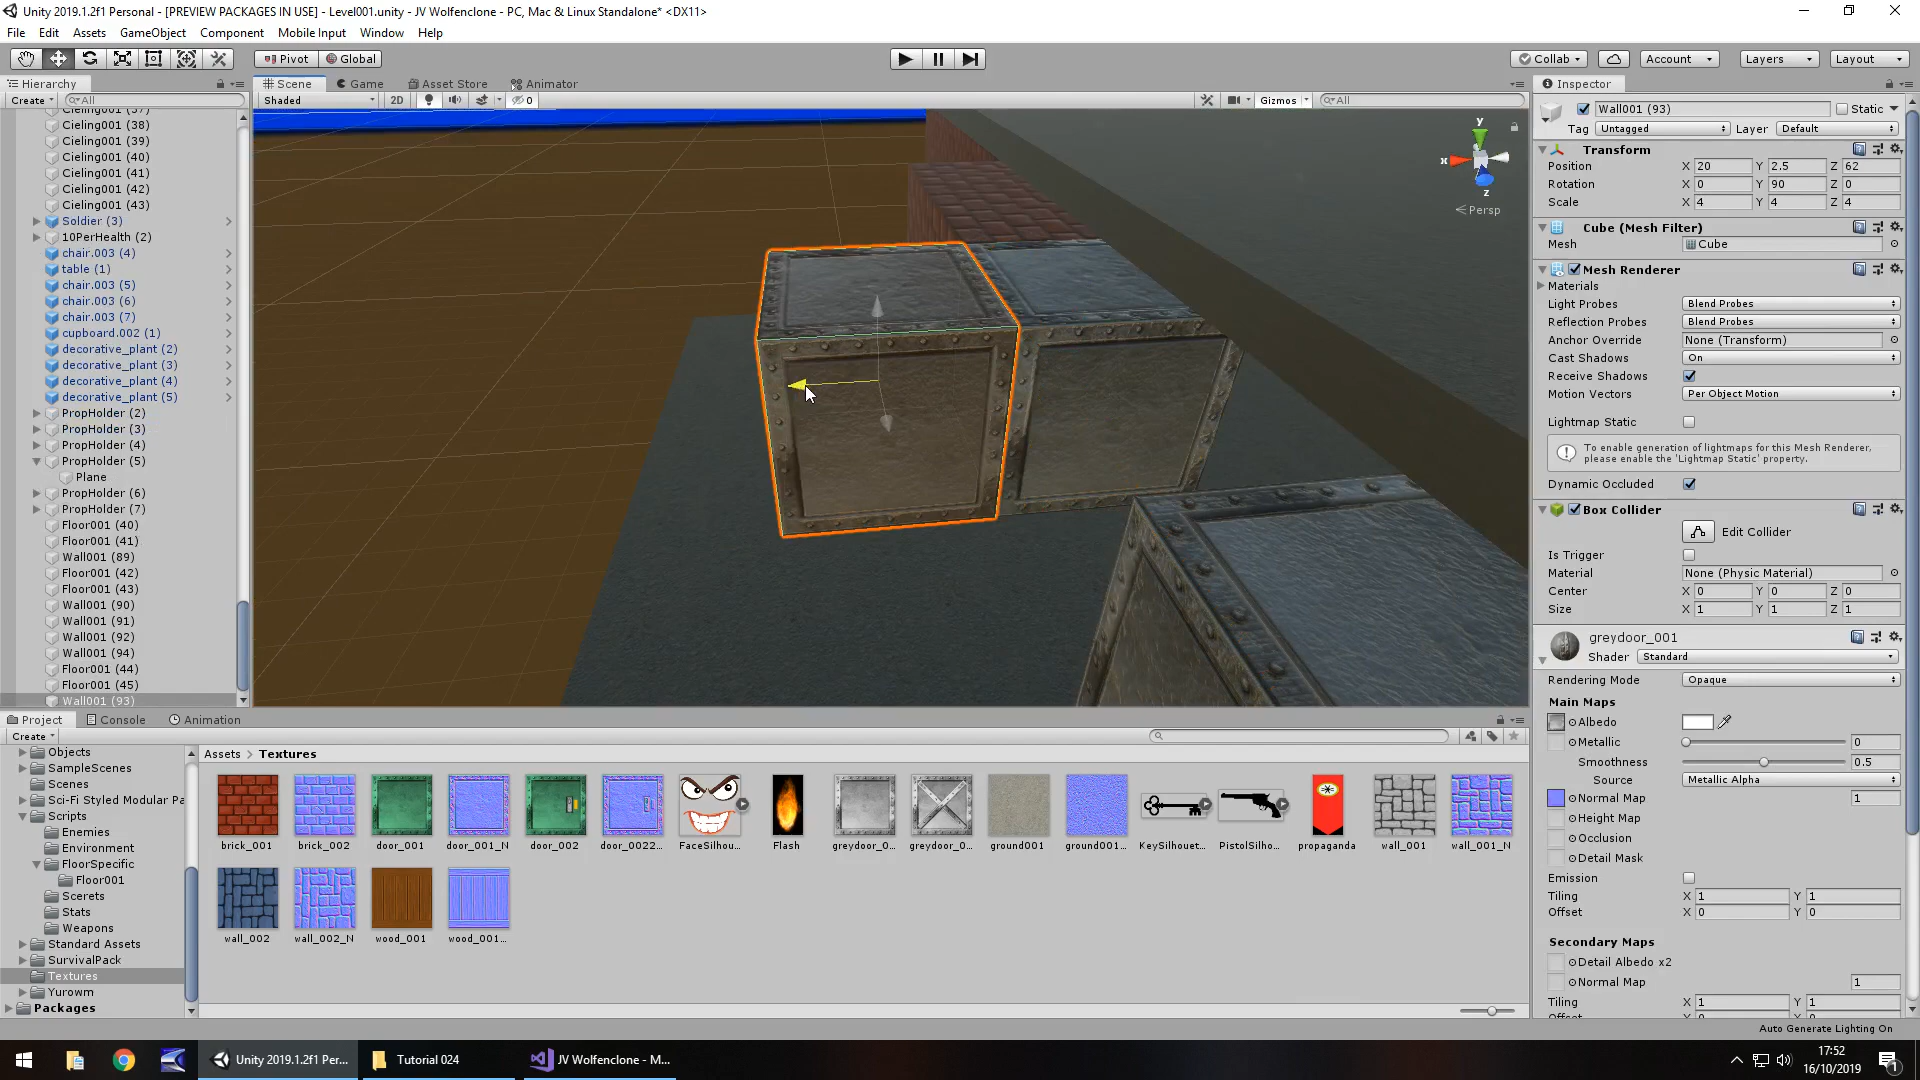 Unity 2019.1.2f1 Personal - [PREVIEW PACKAGES IN USE] - Level001.unity - JV Wolfenclone - PC, Mac & Linux Standalone* <DX11>
File Edit Assets GameObject Component Mobile Input Window Help
Pivot Global Collab Account Layers Layout
Hierarchy Scene Game Asset Store Animator Inspector
Create All Shaded 2D 0 Gizmos All
Wall001 (93) Static
Tag Untagged Layer Default
Cieling001 (37)
Cieling001 (38)
Cieling001 (39)
Cieling001 (40)
Cieling001 (41)
Cieling001 (42)
Cieling001 (43)
Soldier (3)
10PerHealth (2)
chair.003 (4)
table (1)
chair.003 (5)
chair.003 (6)
chair.003 (7)
cupboard.002 (1)
decorative_plant (2)
decorative_plant (3)
decorative_plant (4)
decorative_plant (5)
PropHolder (2)
PropHolder (3)
PropHolder (4)
PropHolder (5)
Plane
PropHolder (6)
PropHolder (7)
Floor001 (40)
Floor001 (41)
Wall001 (89)
Floor001 (42)
Floor001 (43)
Wall001 (90)
Wall001 (91)
Wall001 (92)
Wall001 (94)
Floor001 (44)
Floor001 (45)
Wall001 (93)
y
x
z
Persp
Transform
Position X 20 Y 2.5 Z 62
Rotation X 0 Y 90 Z 0
Scale X 4 Y 4 Z 4
Cube (Mesh Filter)
Mesh Cube
Mesh Renderer
Materials
Light Probes Blend Probes
Reflection Probes Blend Probes
Anchor Override None (Transform)
Cast Shadows On
Receive Shadows
Motion Vectors Per Object Motion
Lightmap Static
To enable generation of lightmaps for this Mesh Renderer,
please enable the 'Lightmap Static' property.
Dynamic Occluded
Box Collider
Edit Collider
Is Trigger
Material None (Physic Material)
Center X 0 Y 0 Z 0
Size X 1 Y 1 Z 1
greydoor_001
Shader Standard
Rendering Mode Opaque
Main Maps
Albedo
Metallic 0
Smoothness 0.5
Source Metallic Alpha
Normal Map 1
Height Map
Occlusion
Detail Mask
Emission
Tiling X 1 Y 1
Offset X 0 Y 0
Secondary Maps
Detail Albedo x2
Normal Map 1
Tiling X 1 Y 1
Project Console Animation
Create
Objects
SampleScenes
Scenes
Sci-Fi Styled Modular Pa
Scripts
Enemies
Environment
FloorSpecific
Floor001
Scerets
Stats
Weapons
Standard Assets
SurvivalPack
Textures
Yurowm
Packages
Assets > Textures
brick_001 brick_002 door_001 door_001_N door_002 door_0022... FaceSilhou... Flash greydoor_0... greydoor_0... ground001 ground001... KeySilhouet... PistolSilho... propaganda wall_001 wall_001_N
wall_002 wall_002_N wood_001 wood_001...
Auto Generate Lighting On
Unity 2019.1.2f1 Per... Tutorial 024 JV Wolfenclone - M...
17:52
16/10/2019
1